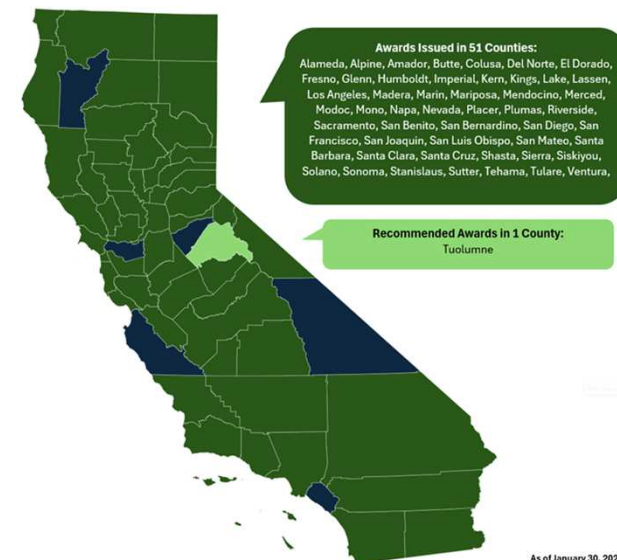 Awards Issued in 51 Counties:
Alameda, Alpine, Amador, Butte, Colusa, Del Norte, El Dorado,
Fresno, Glenn, Humboldt, Imperial, Kern, Kings, Lake, Lassen,
Los Angeles, Madera, Marin, Mariposa, Mendocino, Merced,
Modoc, Mono, Napa, Nevada, Placer, Plumas, Riverside,
Sacramento, San Benito, San Bernardino, San Diego, San
Francisco, San Joaquin, San Luis Obispo, San Mateo, Santa
Barbara, Santa Clara, Santa Cruz, Shasta, Sierra, Siskiyou,
Solano, Sonoma, Stanislaus, Sutter, Tehama, Tulare, Ventura,
Recommended Awards in 1 County:
Tuolumne
As of January 30, 202